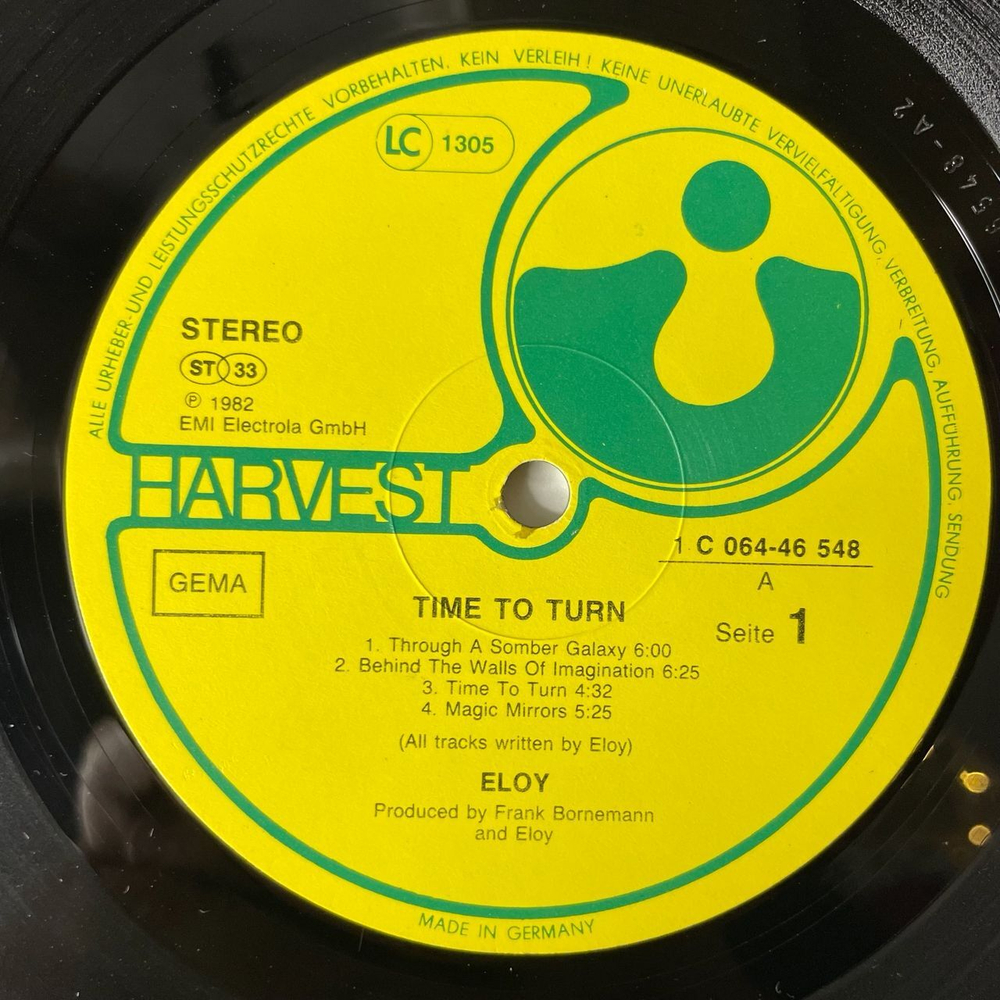 ALLE URHEBER- UND LEISTUNGSSCHUTZRECHTE VORBEHALTEN. KEIN VERLEIH! KEINE UNERLAUBTE VERVIELFÄLTIGUNG, VERBREITUNG, AUFFÜHRUNG, SENDUNG
LC 1305
548-A2
STEREO
ST 33
℗ 1982
EMI Electrola GmbH
HARVEST
GEMA
1 C 064-46 548
A
Seite 1
TIME TO TURN
1. Through A Somber Galaxy 6:00
2. Behind The Walls Of Imagination 6:25
3. Time To Turn 4:32
4. Magic Mirrors 5:25
(All tracks written by Eloy)
ELOY
Produced by Frank Bornemann
and Eloy
MADE IN GERMANY